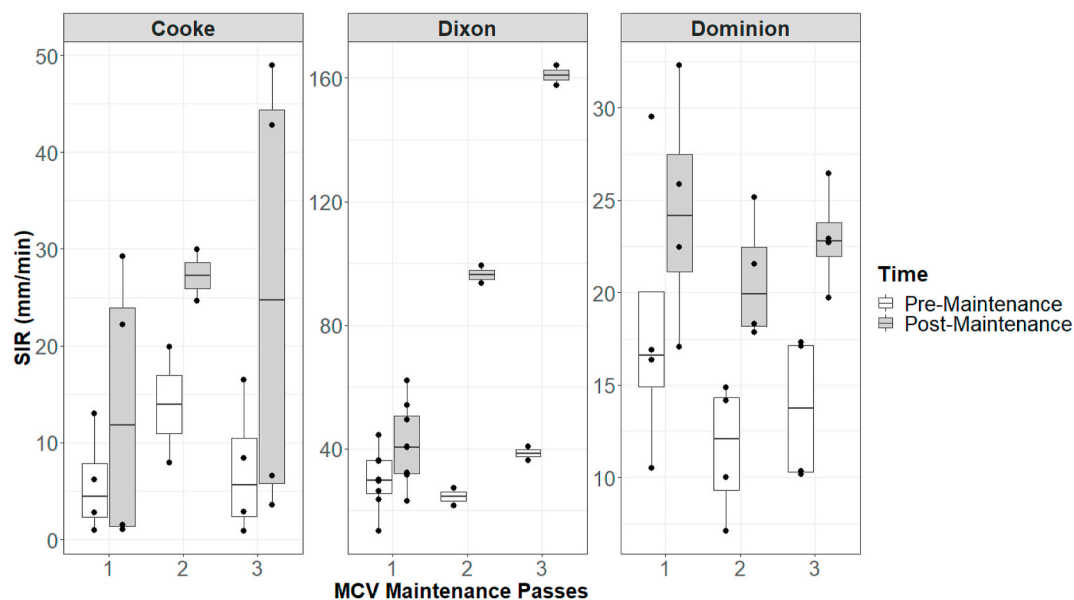 Cooke
Dixon
Dominion
SIR (mm/min)
50
40
30
20
10
0
160
120
80
40
30
25
20
15
10
1 2 3
1 2 3
1 2 3
MCV Maintenance Passes
Time
Pre-Maintenance
Post-Maintenance